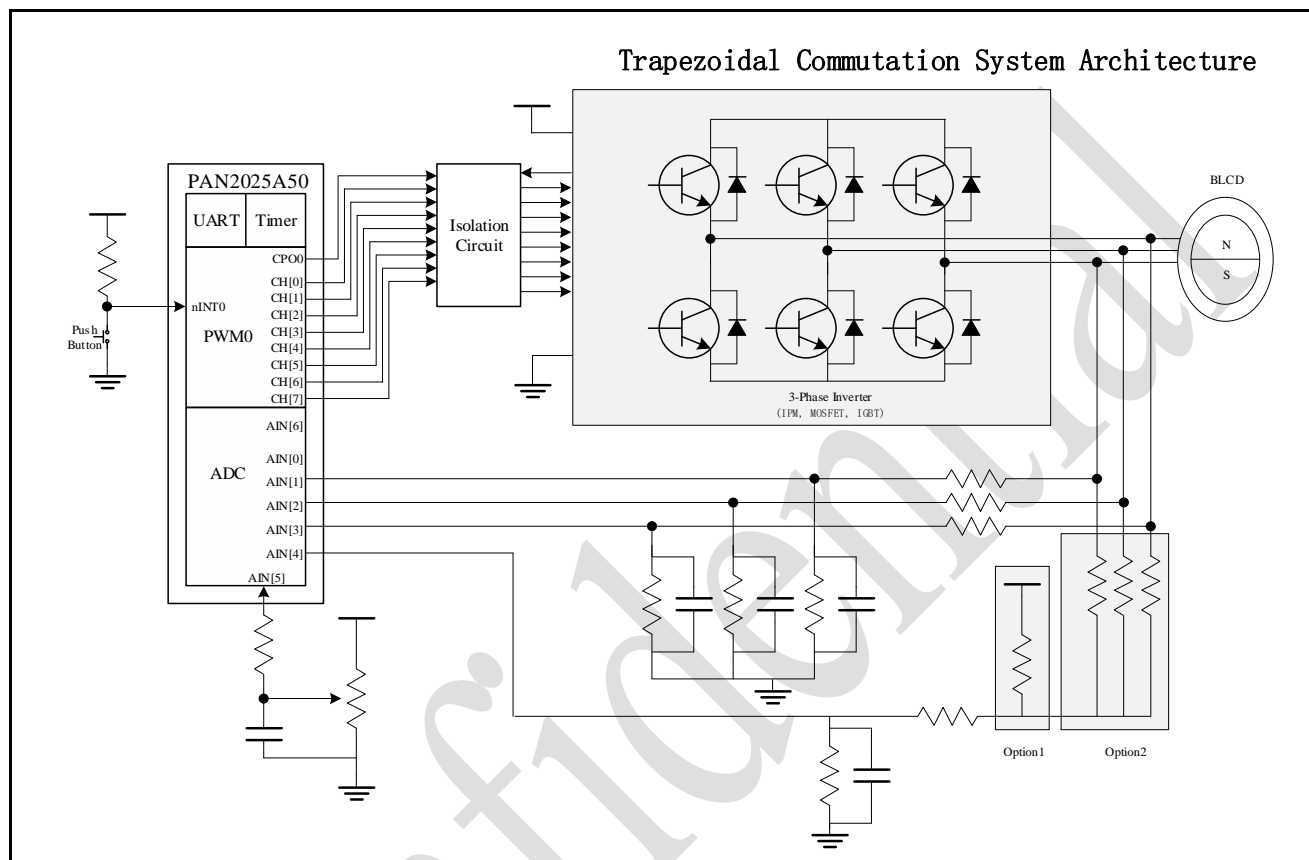 Trapezoidal Commutation System Architecture
PAN2025A50
UART
Timer
CPO0
CH[0]
CH[1]
nINT0
CH[2]
CH[3]
PWM0
CH[4]
CH[5]
CH[6]
CH[7]
Push
Button
Isolation
Circuit
BLCD
N
S
3-Phase Inverter
(IPM, MOSFET, IGBT)
AIN[6]
ADC
AIN[0]
AIN[1]
AIN[2]
AIN[3]
AIN[4]
AIN[5]
Option1
Option2
fidential